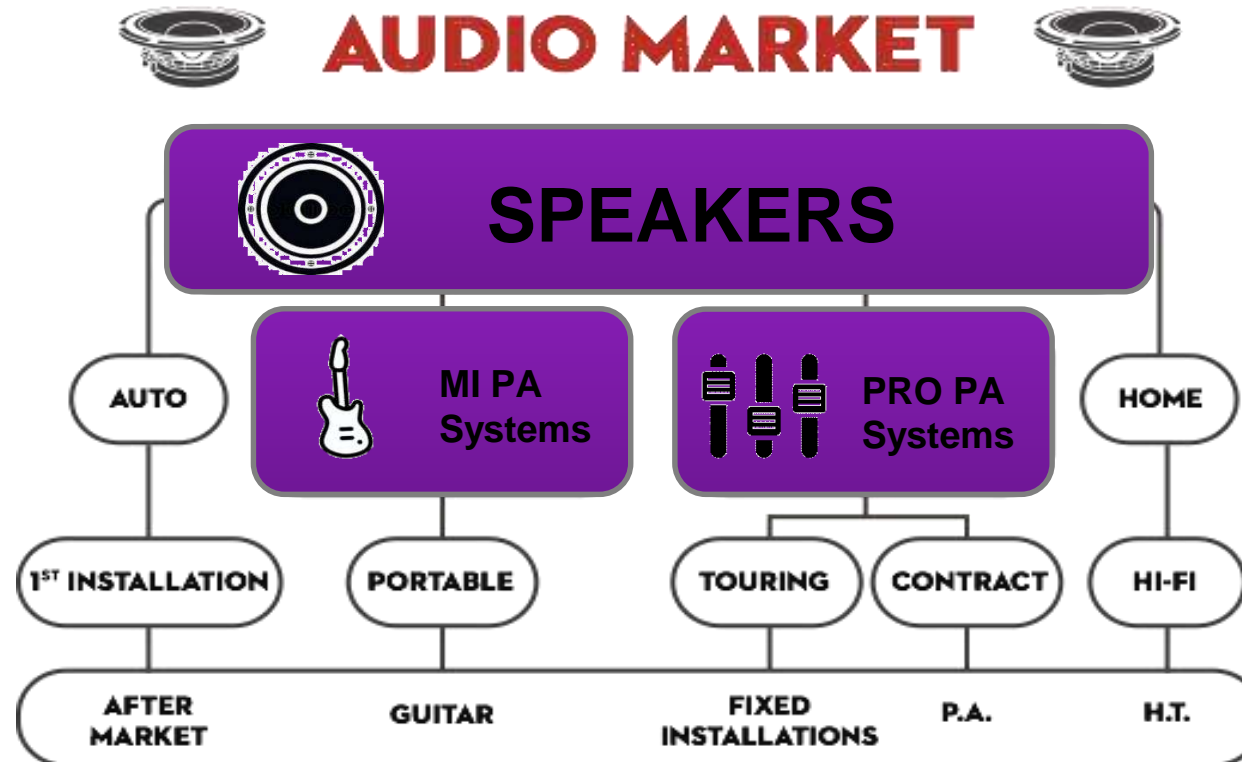 AUDIO MARKET
SPEAKERS
AUTO
MI PA
Systems
PRO PA
Systems
HOME
1ST INSTALLATION
PORTABLE
TOURING
CONTRACT
HI-FI
AFTER
MARKET
GUITAR
FIXED
INSTALLATIONS
P.A.
H.T.